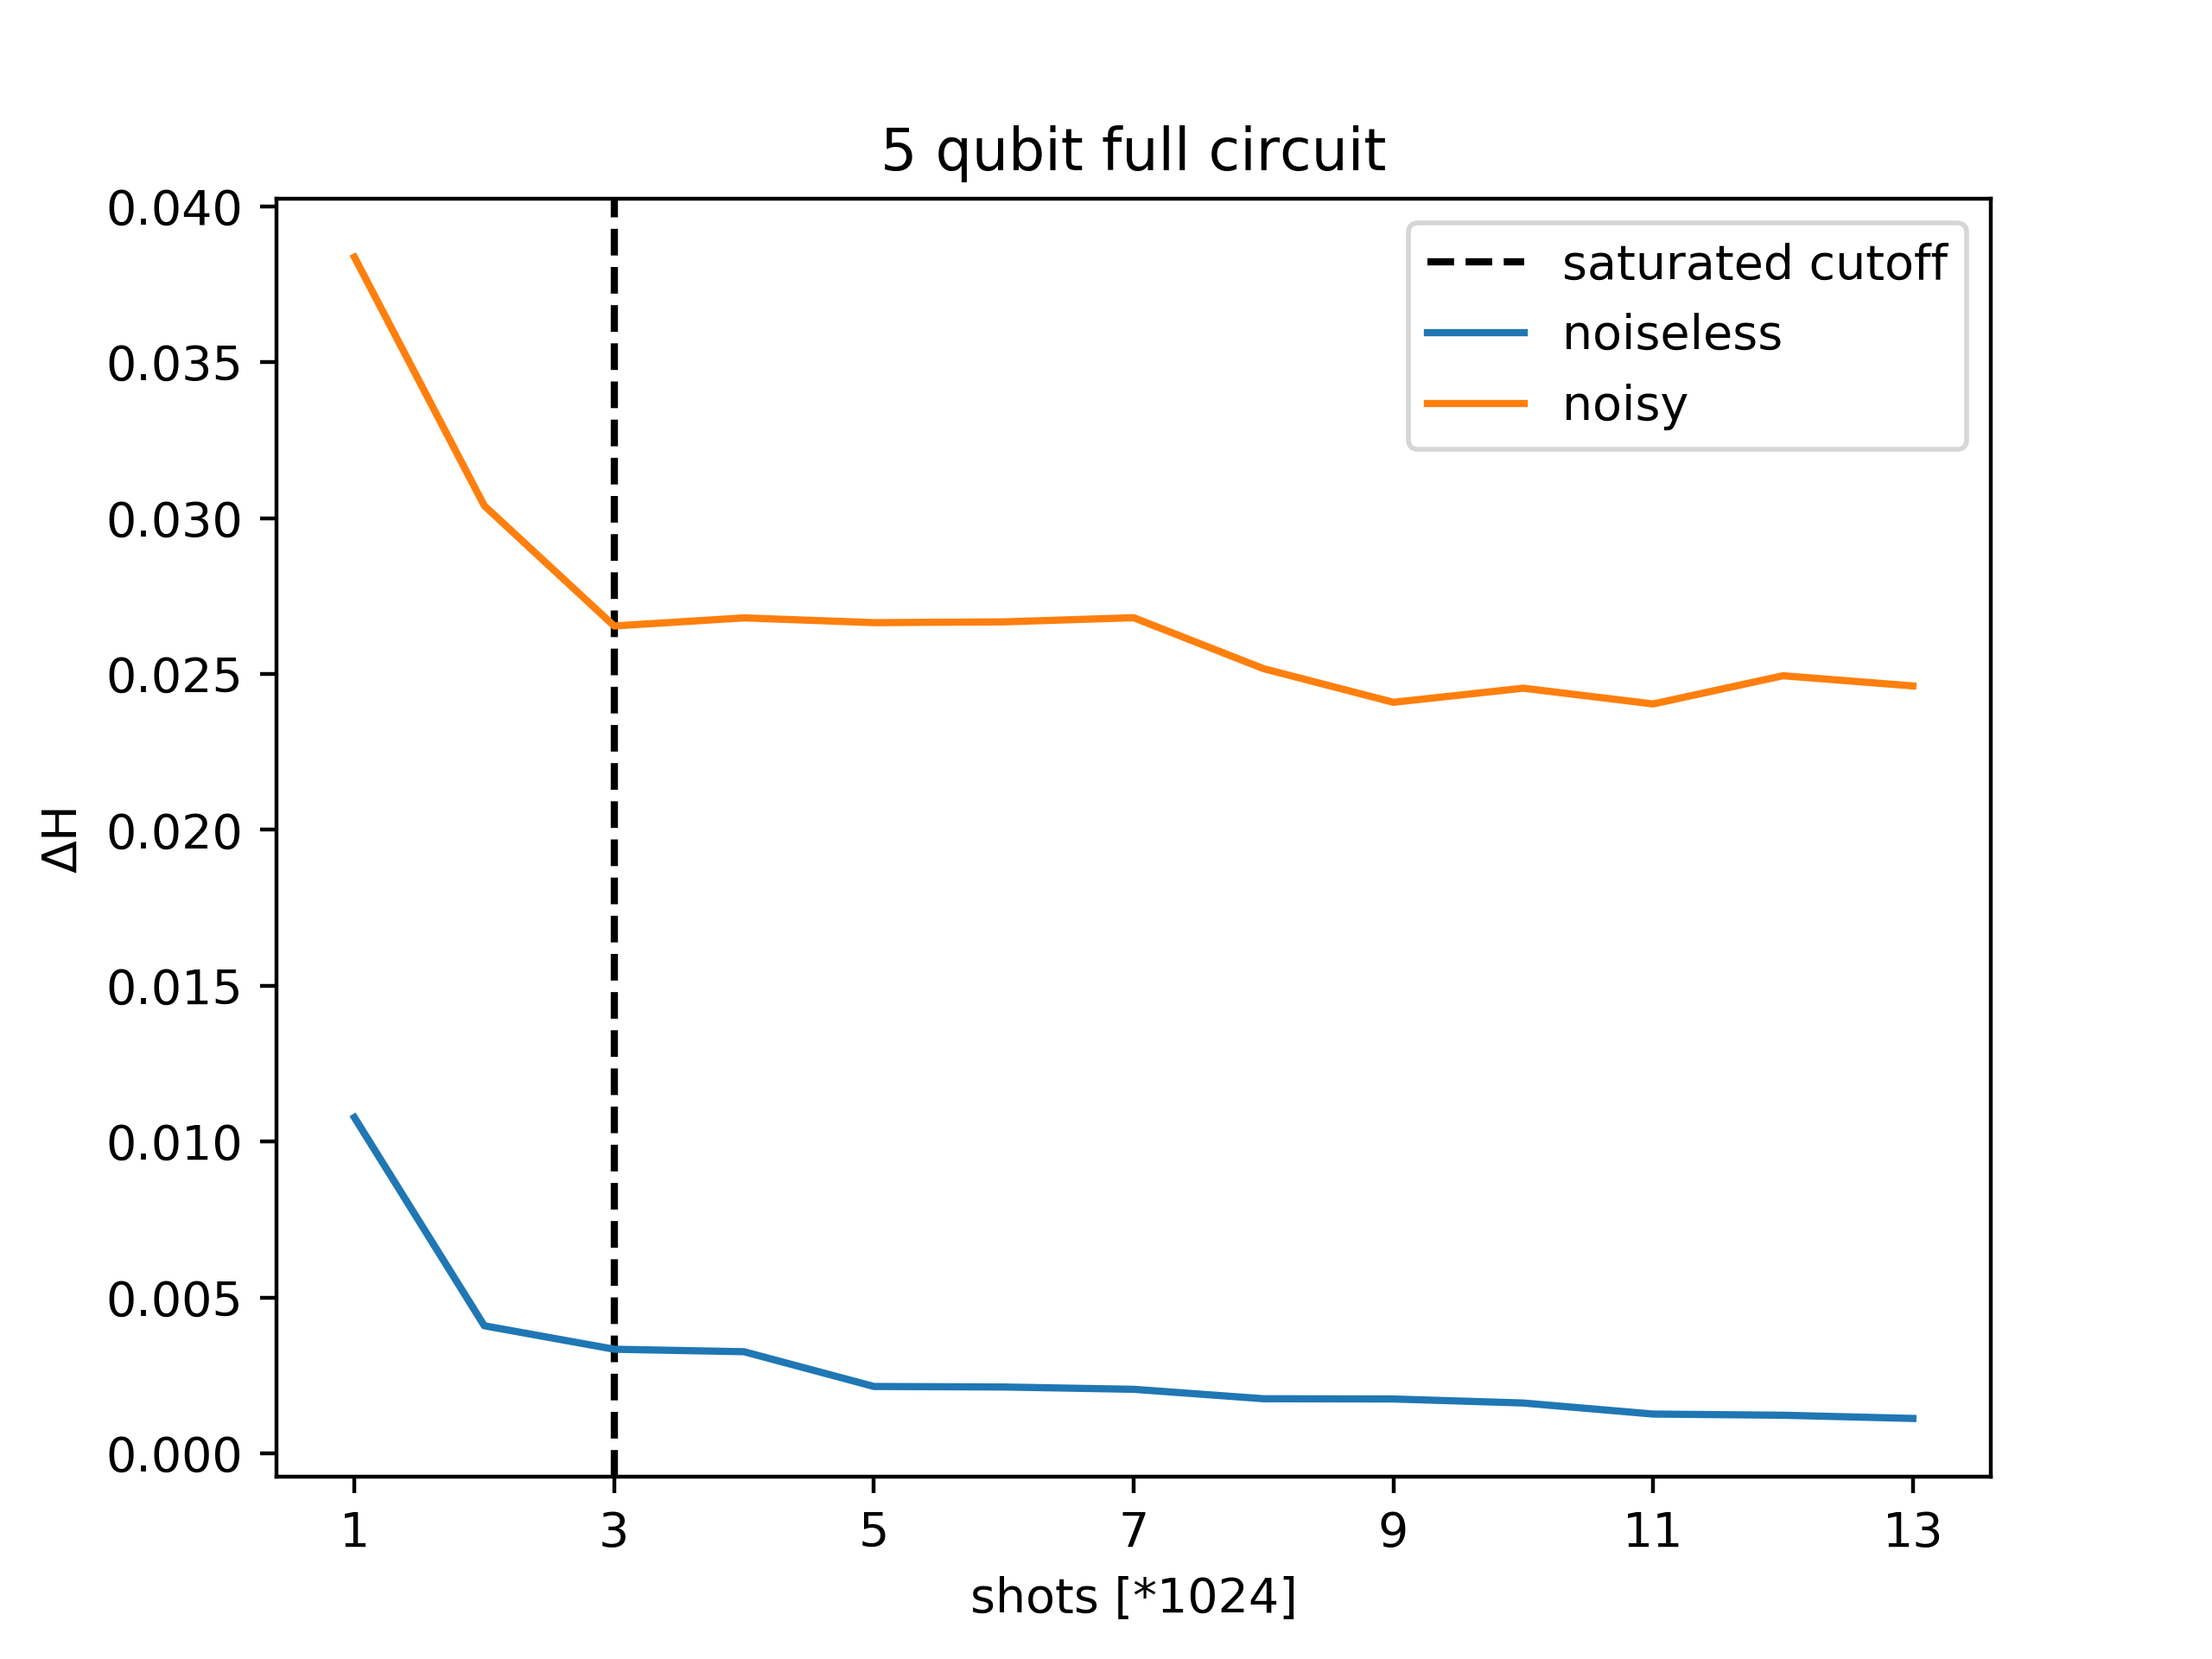 5 qubit full circuit
0.040
0.035
0.030
0.025
0.020
0.015
0.010
0.005
0.000
ΔH
saturated cutoff
noiseless
noisy
1 3 5 7 9 11 13
shots [*1024]